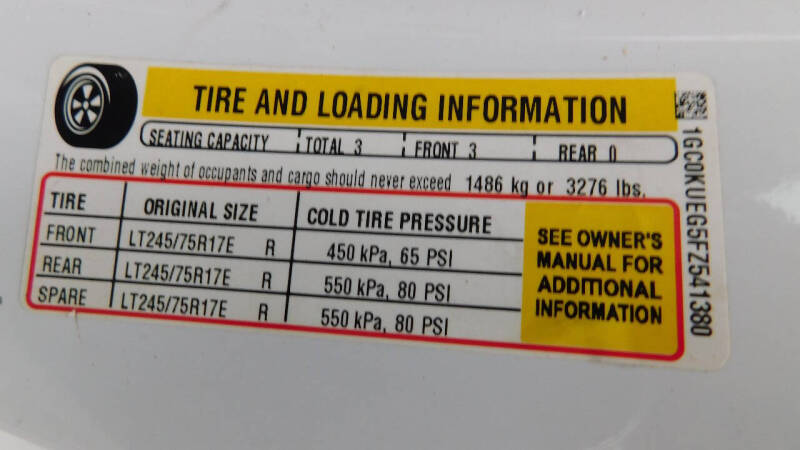 TIRE AND LOADING INFORMATION
SEATING CAPACITY TOTAL 3 FRONT 3 REAR 0
The combined weight of occupants and cargo should never exceed 1486 kg or 3276 lbs.
TIRE ORIGINAL SIZE COLD TIRE PRESSURE
FRONT LT245/75R17E R 450 kPa, 65 PSI
REAR LT245/75R17E R 550 kPa, 80 PSI
SPARE LT245/75R17E R 550 kPa, 80 PSI
SEE OWNER'S
MANUAL FOR
ADDITIONAL
INFORMATION
1GC0KUEG5FZ541380